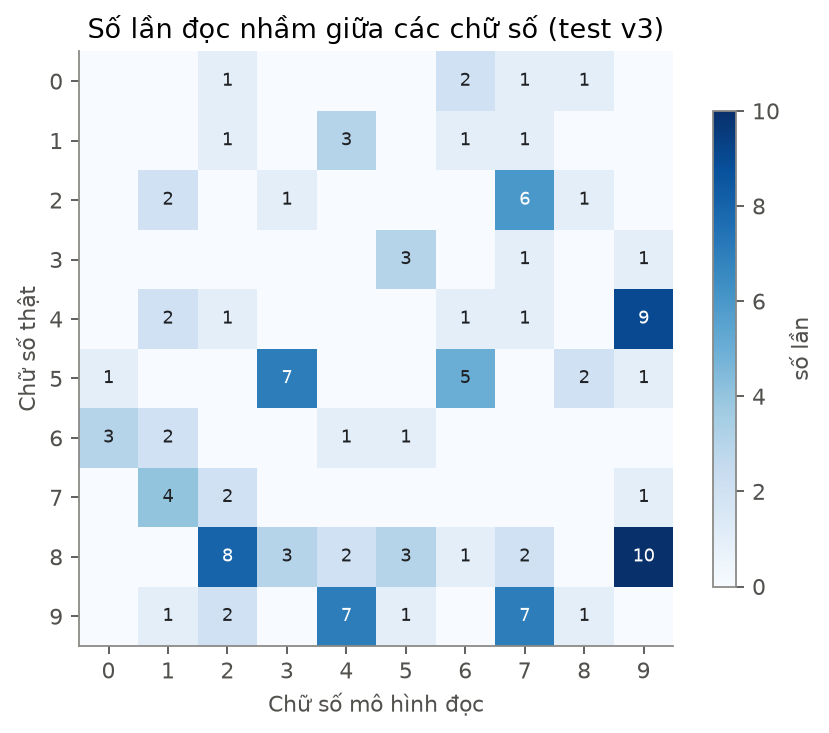 Số lần đọc nhầm giữa các chữ số (test v3)
Chữ số thật
0 1 2 1 1
1 1 3 1 1
2 2 1 6 1
3 3 1 1
4 2 1 1 1 9
5 1 7 5 2 1
6 3 2 1 1
7 4 2 1
8 8 3 2 3 1 2 10
9 1 2 7 1 7 1
0 1 2 3 4 5 6 7 8 9
Chữ số mô hình đọc
10
8
6
4
2
0
số lần